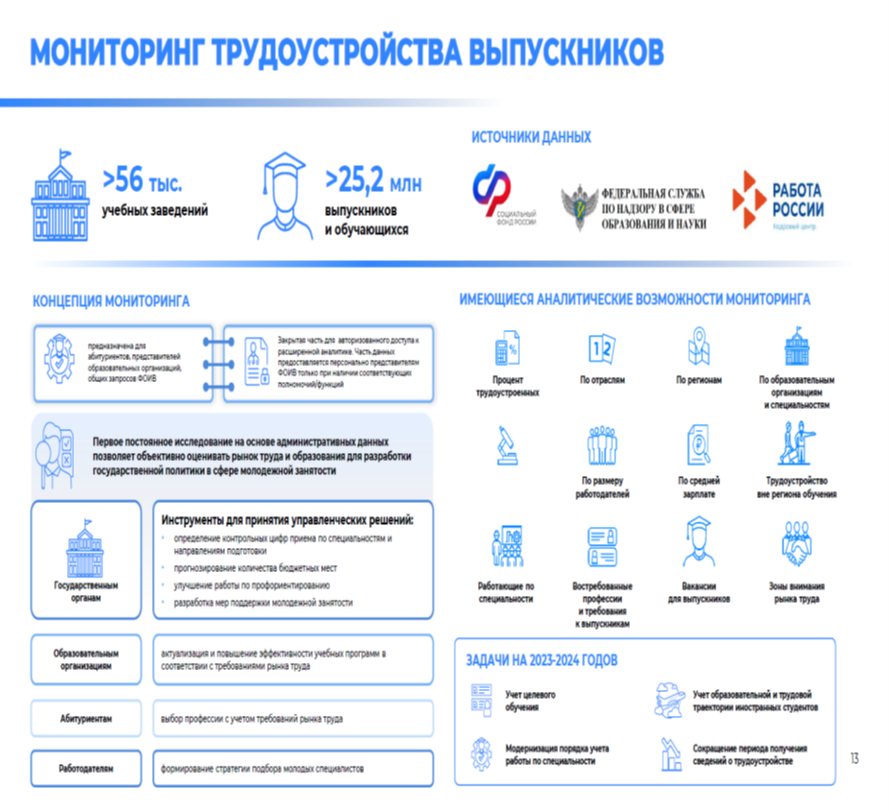 МОНИТОРИНГ ТРУДОУСТРОЙСТВА ВЫПУСКНИКОВ
>56 тыс.
учебных заведений
>25,2 млн
выпускников
и обучающихся
ИСТОЧНИКИ ДАННЫХ
СОЦИАЛЬНЫЙ
ФОНД РОССИИ
ФЕДЕРАЛЬНАЯ СЛУЖБА
ПО НАДЗОРУ В СФЕРЕ
ОБРАЗОВАНИЯ И НАУКИ
РАБОТА
РОССИИ
Кадровый центр
КОНЦЕПЦИЯ МОНИТОРИНГА
предназначена для
абитуриентов, представителей
образовательных организаций,
общих запросов ФОИВ
Закрытая часть для авторизованного доступа к
расширенной аналитике. Часть данных
предоставляется персонально представителям
ФОИВ только при наличии соответствующих
полномочий/функций
Первое постоянное исследование на основе административных данных
позволяет объективно оценивать рынок труда и образования для разработки
государственной политики в сфере молодежной занятости
Государственным
органам
Инструменты для принятия управленческих решений:
• определение контрольных цифр приема по специальностям и
направлениям подготовки
• прогнозирование количества бюджетных мест
• улучшение работы по профориентированию
• разработка мер поддержки молодежной занятости
Образовательным
организациям
актуализация и повышение эффективности учебных программ в
соответствии с требованиями рынка труда
Абитуриентам
выбор профессии с учетом требований рынка труда
Работодателям
формирование стратегии подбора молодых специалистов
ИМЕЮЩИЕСЯ АНАЛИТИЧЕСКИЕ ВОЗМОЖНОСТИ МОНИТОРИНГА
%
Процент
трудоустроенных
12
По отраслям
По регионам
По образовательным
организациям
и специальностям
По размеру
работодателей
По средней
зарплате
Трудоустройство
вне региона обучения
Работающие по
специальности
Востребованные
профессии
и требования
к выпускникам
Вакансии
для выпускников
Зоны внимания
рынка труда
ЗАДАЧИ НА 2023-2024 ГОДОВ
Учет целевого
обучения
Учет образовательной и трудовой
траектории иностранных студентов
Модернизация порядка учета
работы по специальности
Сокращение периода получения
сведений о трудоустройстве
13